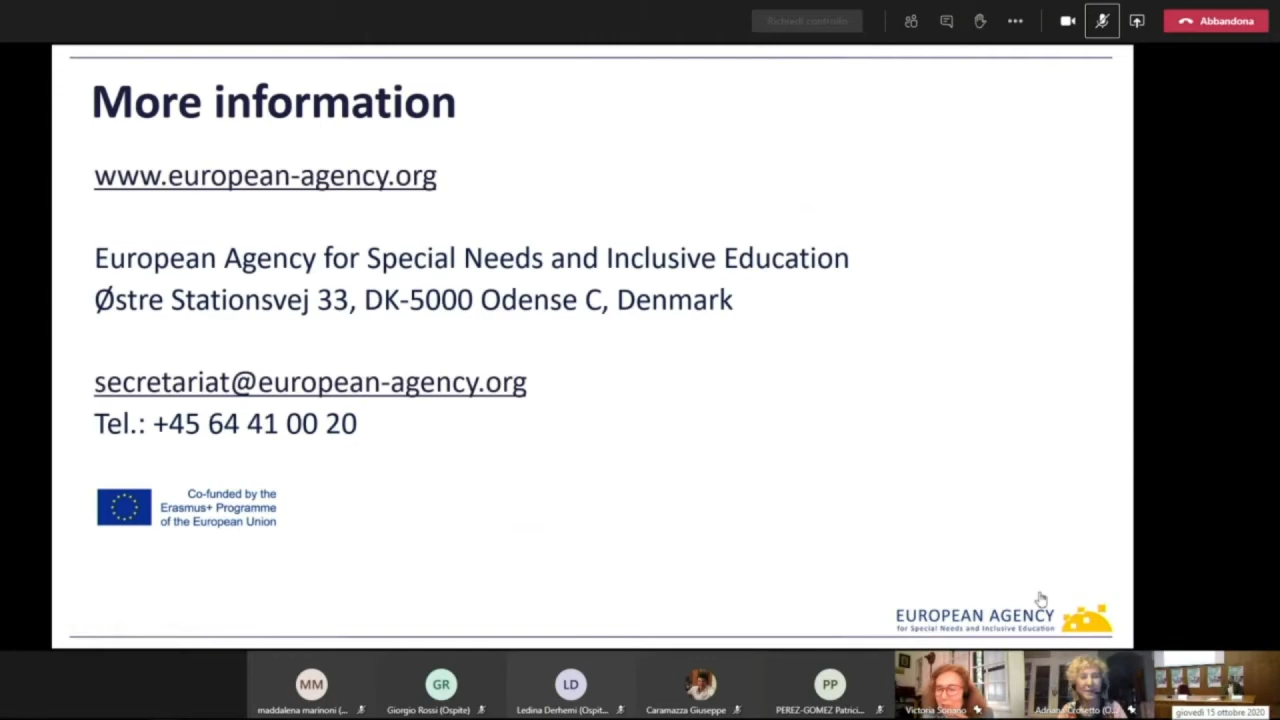 Richiedi controllo
Abbandona
More information
www.european-agency.org
European Agency for Special Needs and Inclusive Education
Østre Stationsvej 33, DK-5000 Odense C, Denmark
secretariat@european-agency.org
Tel.: +45 64 41 00 20
Co-funded by the
Erasmus+ Programme
of the European Union
EUROPEAN AGENCY
for Special Needs and Inclusive Education
MM
GR
LD
PP
maddalena marinoni (...
Giorgio Rossi (Ospite)
Ledina Derhemi (Ospit...
Caramazza Giuseppe
PEREZ-GOMEZ Patrici...
Victoria Soriano
Adriana Crosetto (O...
giovedì 15 ottobre 2020